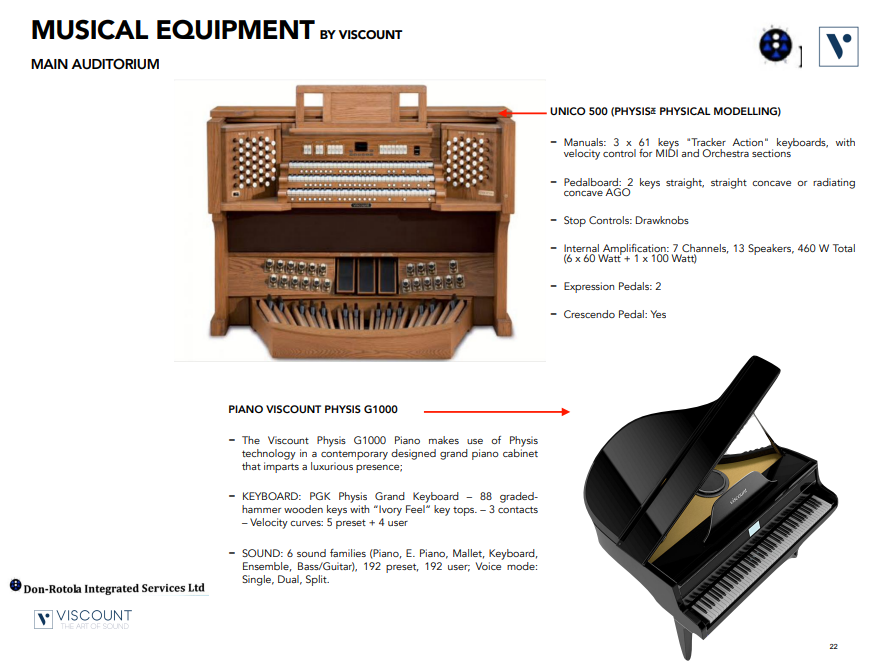 MUSICAL EQUIPMENT BY VISCOUNT
MAIN AUDITORIUM
UNICO 500 (PHYSIS® PHYSICAL MODELLING)
– Manuals: 3 x 61 keys "Tracker Action" keyboards, with
velocity control for MIDI and Orchestra sections
– Pedalboard: 2 keys straight, straight concave or radiating
concave AGO
– Stop Controls: Drawknobs
– Internal Amplification: 7 Channels, 13 Speakers, 460 W Total
(6 x 60 Watt + 1 x 100 Watt)
– Expression Pedals: 2
– Crescendo Pedal: Yes
PIANO VISCOUNT PHYSIS G1000
– The Viscount Physis G1000 Piano makes use of Physis
technology in a contemporary designed grand piano cabinet
that imparts a luxurious presence;
– KEYBOARD: PGK Physis Grand Keyboard – 88 graded-
hammer wooden keys with “Ivory Feel” key tops. – 3 contacts
– Velocity curves: 5 preset + 4 user
– SOUND: 6 sound families (Piano, E. Piano, Mallet, Keyboard,
Ensemble, Bass/Guitar), 192 preset, 192 user; Voice mode:
Single, Dual, Split.
VISCOUNT
Don-Rotola Integrated Services Ltd
VISCOUNT
THE ART OF SOUND
22